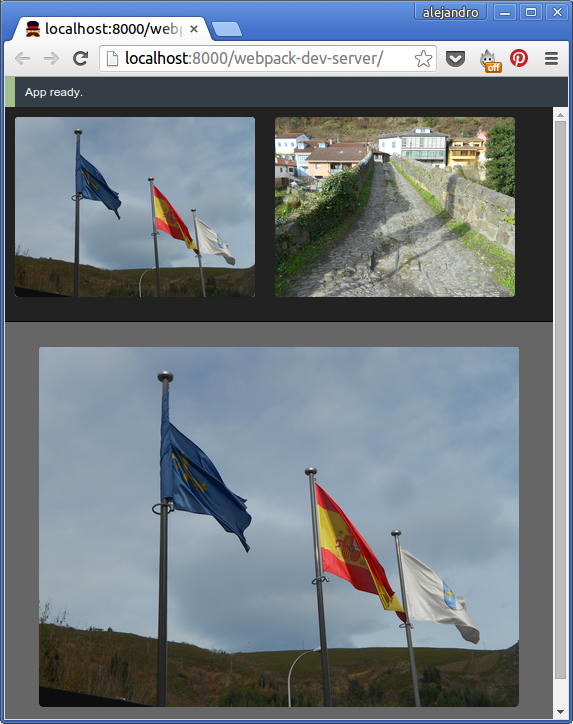 alejandro
localhost:8000/webp
localhost:8000/webpack-dev-server/
off
App ready.